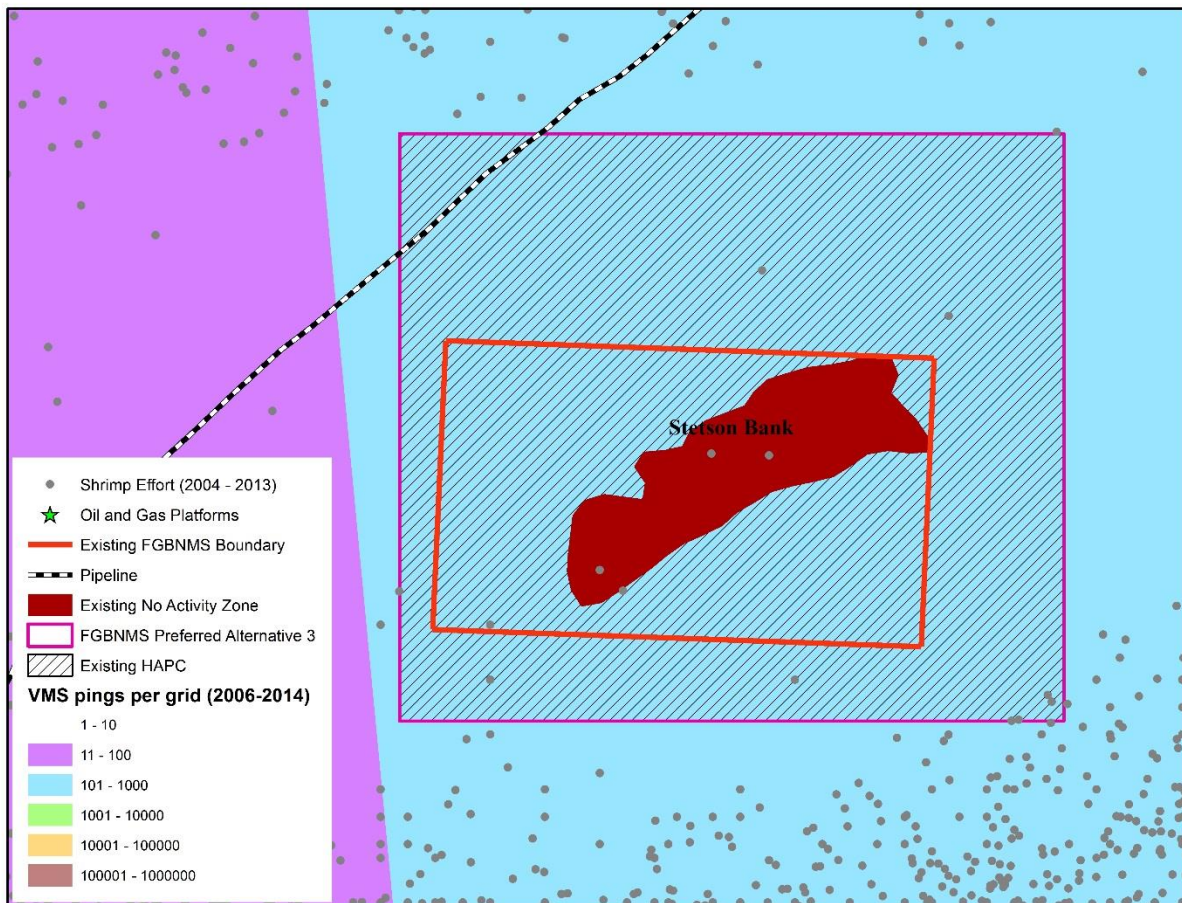 Stetson Bank
Shrimp Effort (2004 - 2013)
Oil and Gas Platforms
Existing FGBNMS Boundary
Pipeline
Existing No Activity Zone
FGBNMS Preferred Alternative 3
Existing HAPC
VMS pings per grid (2006-2014)
1 - 10
11 - 100
101 - 1000
1001 - 10000
10001 - 100000
100001 - 1000000